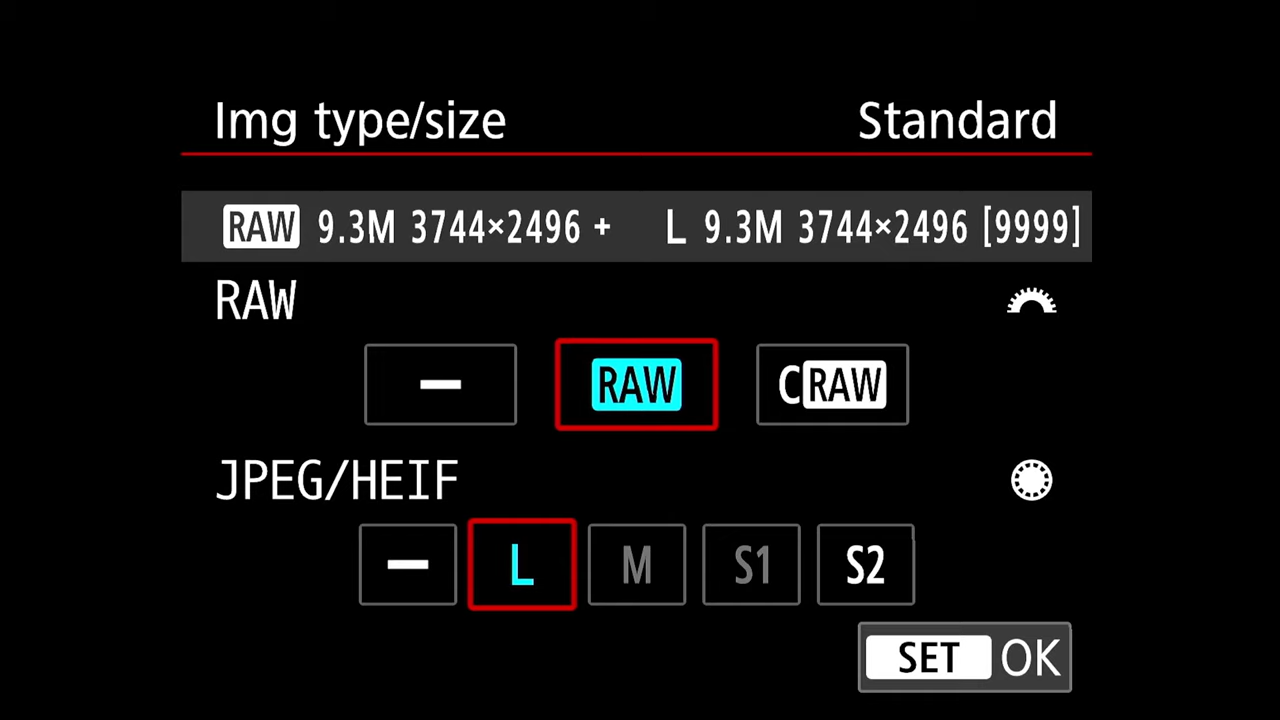 Img type/size Standard
RAW 9.3M 3744×2496 + L 9.3M 3744×2496 [9999]
RAW
— RAW CRAW
JPEG/HEIF
— L M S1 S2
SET OK